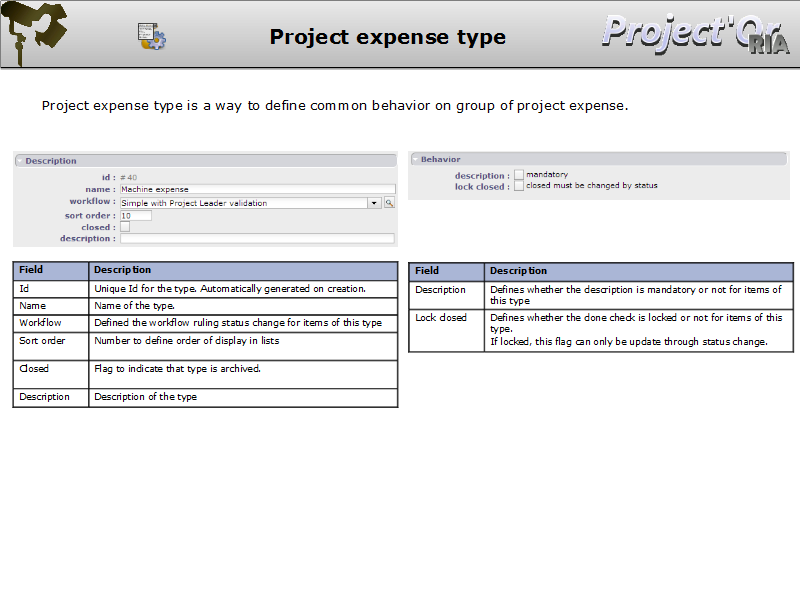 Project expense type
Project'Or
RIA
Project expense type is a way to define common behavior on group of project expense.
Description
id : # 40
name : Machine expense
workflow : Simple with Project Leader validation
sort order : 10
closed :
description :
Behavior
description : mandatory
lock closed : closed must be changed by status
Field Description
Id Unique Id for the type. Automatically generated on creation.
Name Name of the type.
Workflow Defined the workflow ruling status change for items of this type
Sort order Number to define order of display in lists
Closed Flag to indicate that type is archived.
Description Description of the type
Field Description
Description Defines whether the description is mandatory or not for items of
this type
Lock closed Defines whether the done check is locked or not for items of this
type.
If locked, this flag can only be update through status change.